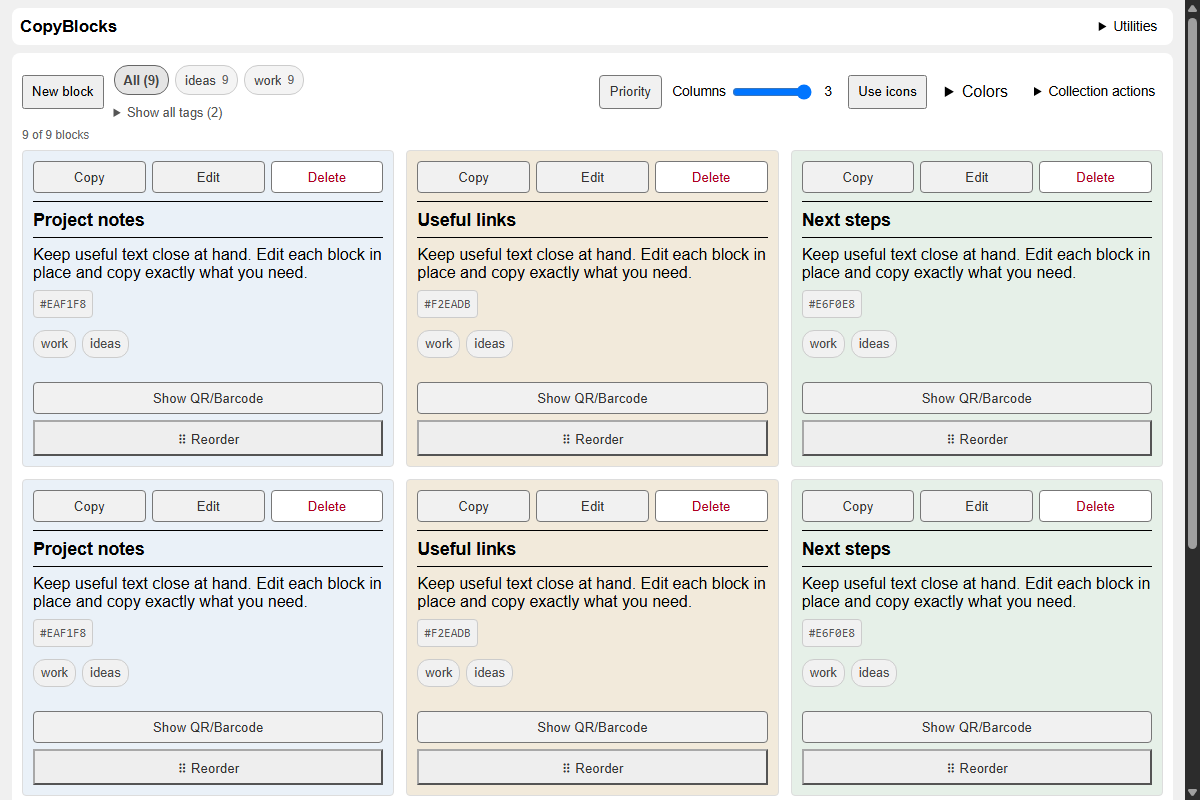 CopyBlocks
Utilities
New block
All (9)
ideas 9
work 9
Show all tags (2)
Priority
Columns
3
Use icons
Colors
Collection actions
9 of 9 blocks
Copy
Edit
Delete
Project notes
Keep useful text close at hand. Edit each block in
place and copy exactly what you need.
#EAF1F8
work
ideas
Show QR/Barcode
Reorder
Copy
Edit
Delete
Useful links
Keep useful text close at hand. Edit each block in
place and copy exactly what you need.
#F2EADB
work
ideas
Show QR/Barcode
Reorder
Copy
Edit
Delete
Next steps
Keep useful text close at hand. Edit each block in
place and copy exactly what you need.
#E6F0E8
work
ideas
Show QR/Barcode
Reorder
Copy
Edit
Delete
Project notes
Keep useful text close at hand. Edit each block in
place and copy exactly what you need.
#EAF1F8
work
ideas
Show QR/Barcode
Reorder
Copy
Edit
Delete
Useful links
Keep useful text close at hand. Edit each block in
place and copy exactly what you need.
#F2EADB
work
ideas
Show QR/Barcode
Reorder
Copy
Edit
Delete
Next steps
Keep useful text close at hand. Edit each block in
place and copy exactly what you need.
#E6F0E8
work
ideas
Show QR/Barcode
Reorder